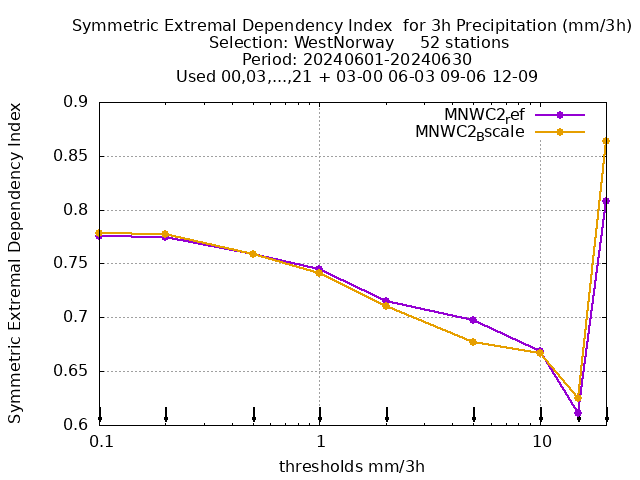 Symmetric Extremal Dependency Index  for 3h Precipitation (mm/3h)
Selection: WestNorway     52 stations
Period: 20240601-20240630
Used 00,03,...,21 + 03-00 06-03 09-06 12-09
Symmetric Extremal Dependency Index
0.9
0.85
0.8
0.75
0.7
0.65
0.6
MNWC2ref
MNWC2Bscale
0.1
1
10
thresholds mm/3h